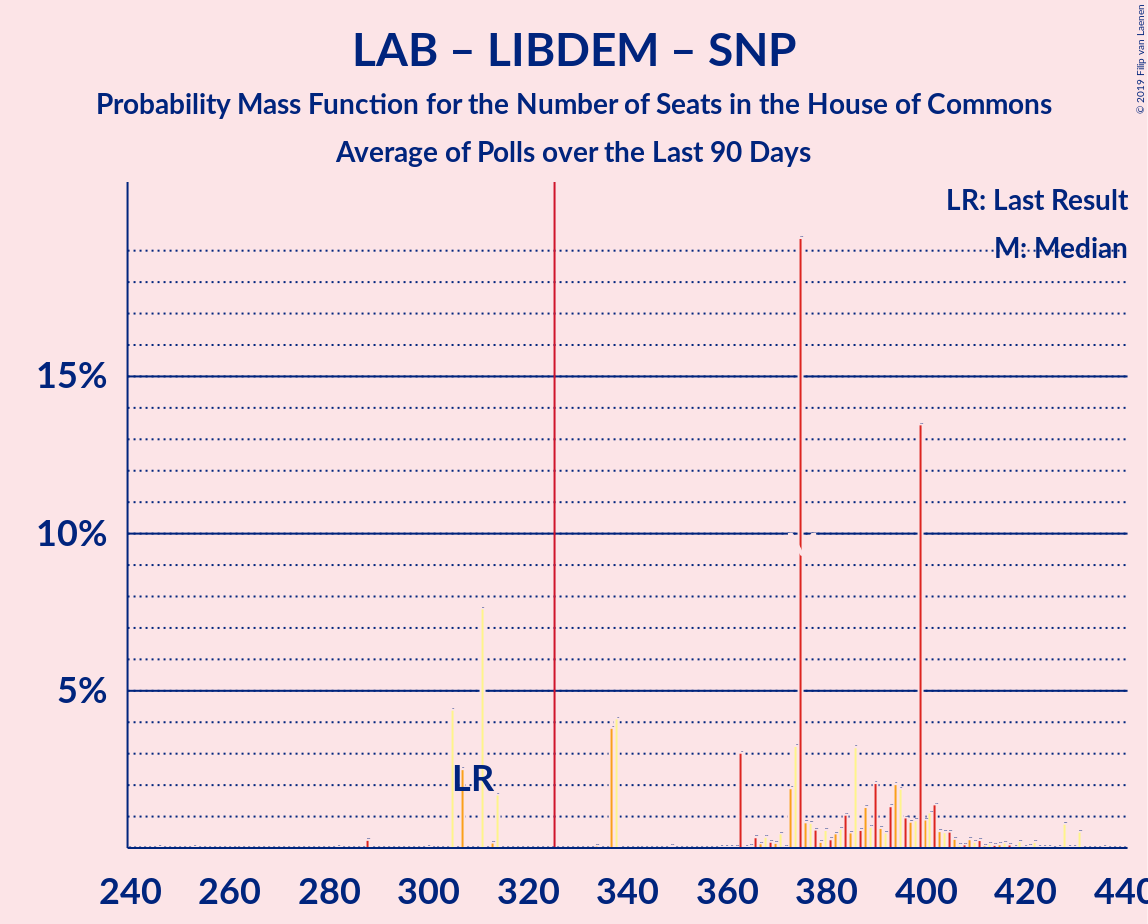 LAB – LIBDEM – SNP
Probability Mass Function for the Number of Seats in the House of Commons
Average of Polls over the Last 90 Days
© 2019 Filip van Laenen
LR: Last Result
M: Median
15%
10%
5%
LR
240 260 280 300 320 340 360 380 400 420 440